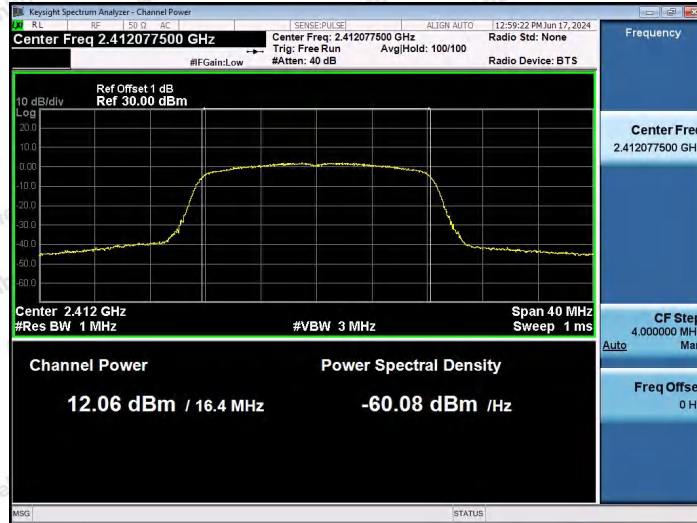 Keysight Spectrum Analyzer - Channel Power
LXI RL RF 50 Ω AC SENSE:PULSE ALIGN AUTO 12:59:22 PM Jun 17, 2024
Center Freq 2.412077500 GHz
Center Freq: 2.412077500 GHz
Radio Std: None
Trig: Free Run Avg|Hold: 100/100
#IFGain:Low #Atten: 40 dB Radio Device: BTS
Ref Offset 1 dB
10 dB/div Ref 30.00 dBm
Log
20.0
10.0
0.00
-10.0
-20.0
-30.0
-40.0
-50.0
-60.0
Center 2.412 GHz Span 40 MHz
#Res BW 1 MHz #VBW 3 MHz Sweep 1 ms
Channel Power Power Spectral Density
12.06 dBm / 16.4 MHz -60.08 dBm /Hz
MSG STATUS
Frequency
Center Fre
2.412077500 GH
CF Step
4.000000 MH
Auto Ma
Freq Offse
0 H